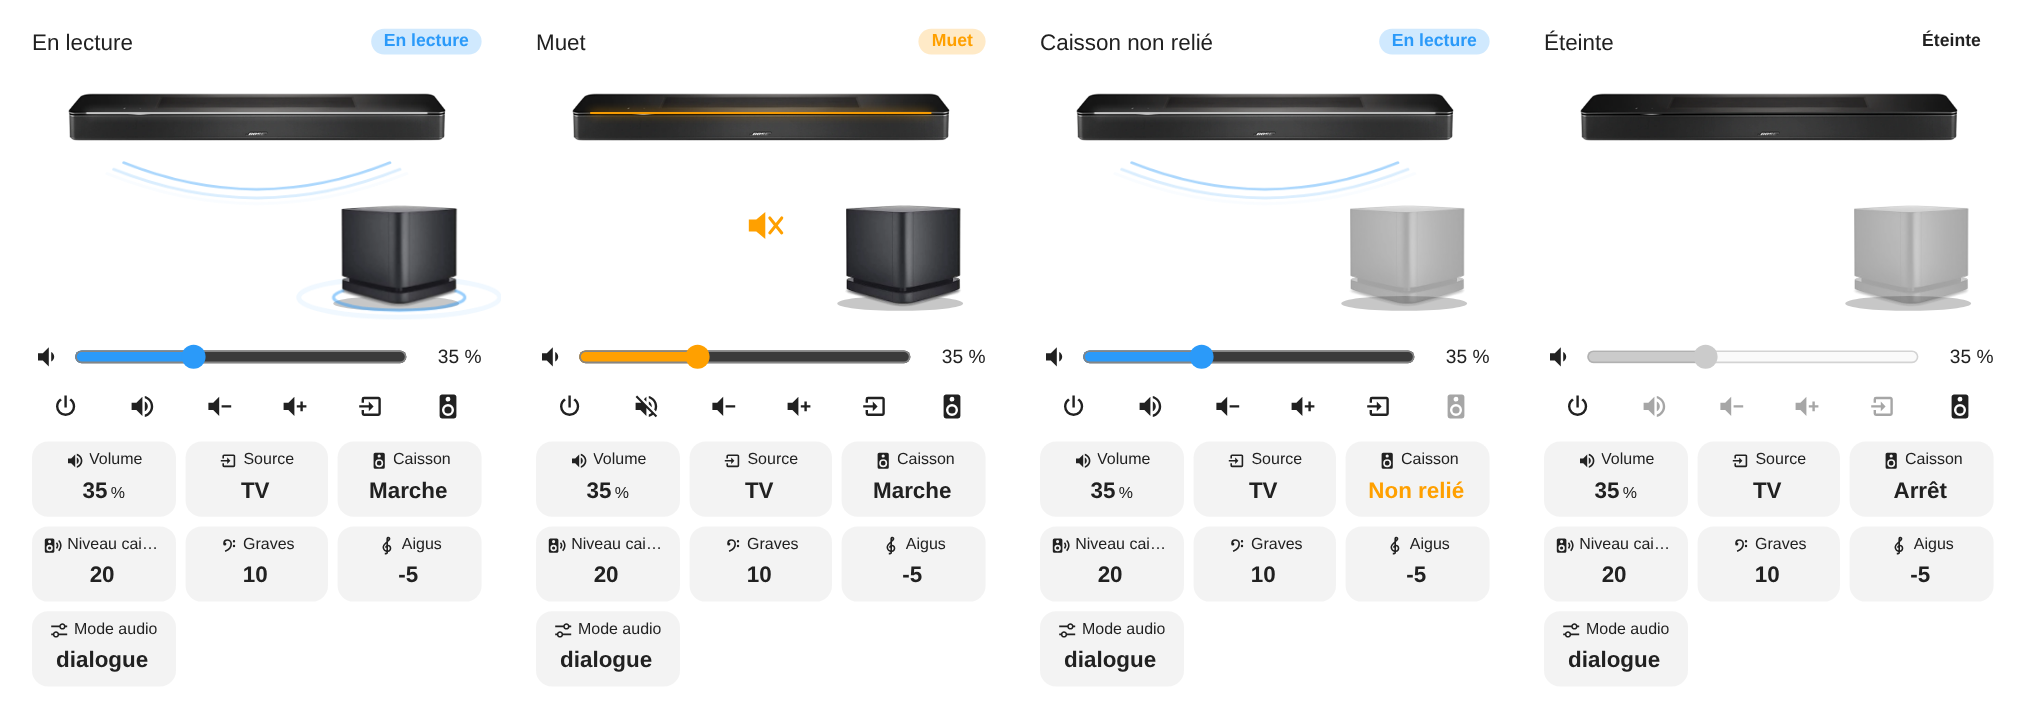 En lecture
En lecture
BOSE
35 %
Volume
35 %
Source
TV
Caisson
Marche
Niveau cai…
20
Graves
10
Aigus
-5
Mode audio
dialogue
Muet
Muet
BOSE
35 %
Volume
35 %
Source
TV
Caisson
Marche
Niveau cai…
20
Graves
10
Aigus
-5
Mode audio
dialogue
Caisson non relié
En lecture
BOSE
35 %
Volume
35 %
Source
TV
Caisson
Non relié
Niveau cai…
20
Graves
10
Aigus
-5
Mode audio
dialogue
Éteinte
Éteinte
BOSE
35 %
Volume
35 %
Source
TV
Caisson
Arrêt
Niveau cai…
20
Graves
10
Aigus
-5
Mode audio
dialogue